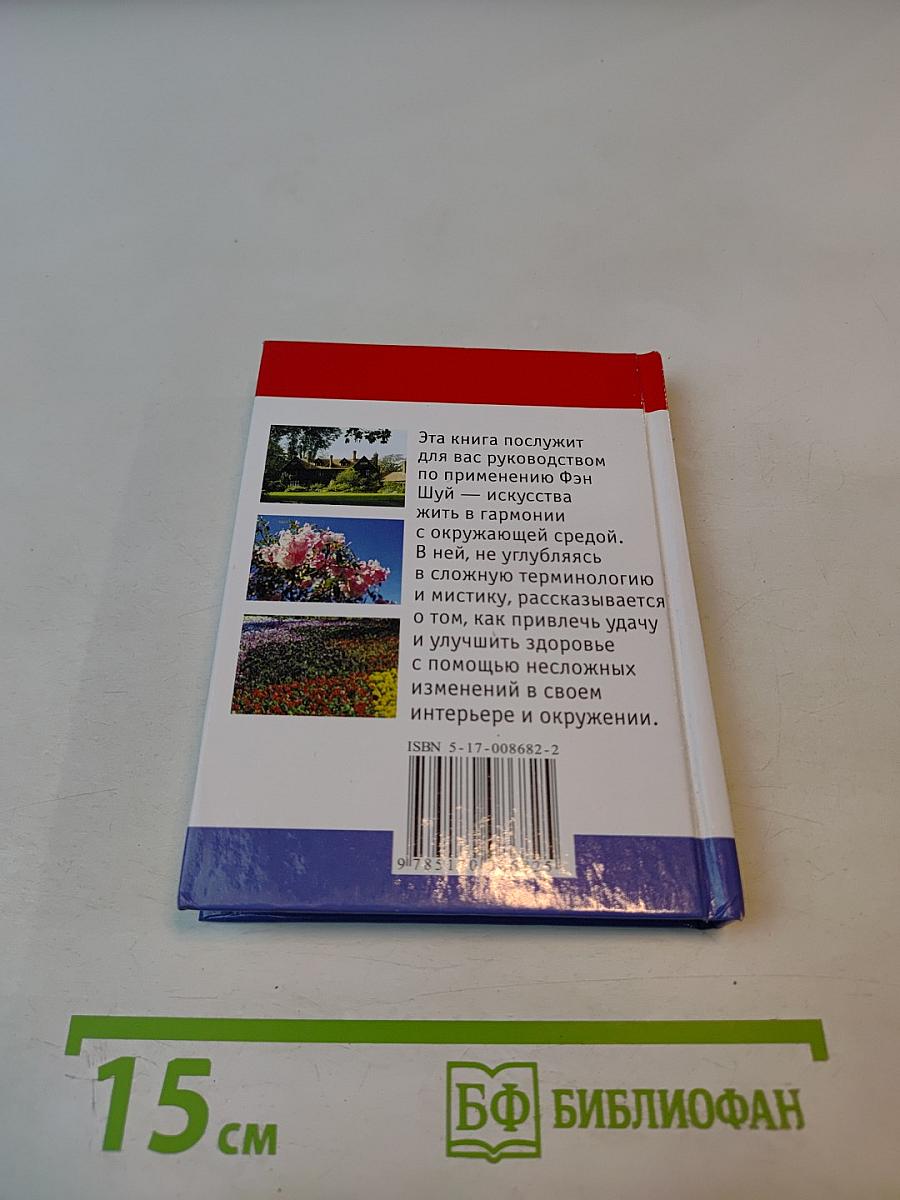 Эта книга послужит
для вас руководством
по применению Фэн
Шуй — искусства
жить в гармонии
с окружающей средой.
В ней, не углубляясь
в сложную терминологию
и мистику, рассказывается
о том, как привлечь удачу
и улучшить здоровье
с помощью несложных
изменений в своем
интерьере и окружении.
ISBN 5-17-008682-2
15 см
БФ БИБЛИОФАН